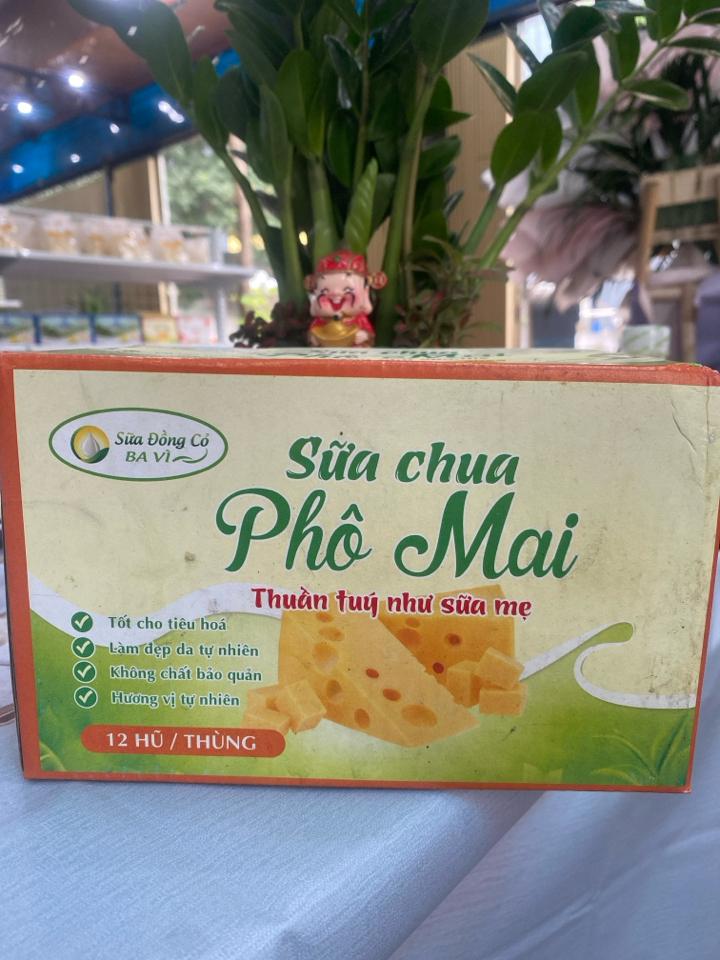 Sữa Đồng Cỏ
BA VÌ
Sữa chua
Phô Mai
Thuần tuý như sữa mẹ
Tốt cho tiêu hoá
Làm đẹp da tự nhiên
Không chất bảo quản
Hương vị tự nhiên
12 HŨ / THÙNG